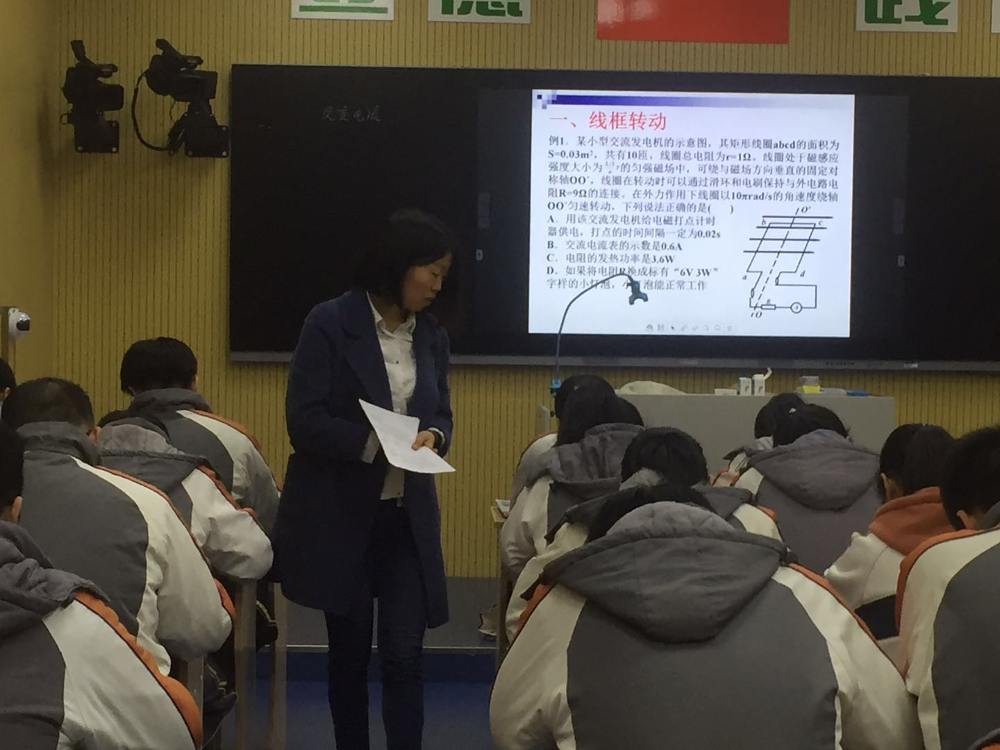 德 践
交变电流
一.
一、线框转动
例1. 某小型交流发电机的示意图，其矩形线圈abcd的面积为
S=0.03m²，共有10匝，线圈总电阻为r=1Ω。线圈处于磁感应
强度大小为 的匀强磁场中，可绕与磁场方向垂直的固定对
称轴OO′，线圈在转动时可以通过滑环和电刷保持与外电路电
阻R=9Ω的连接。在外力作用下线圈以10πrad/s的角速度绕轴
OO′匀速转动，下列说法正确的是(　　)
A．用该交流发电机给电磁打点计时
器供电，打点的时间间隔一定为0.02s
B．交流电流表的示数是0.6A
C．电阻的发热功率是3.6W
D．如果将电阻R换成标有“6V 3W”
字样的小灯泡，小灯泡能正常工作
O′
b c
a d
R A
O